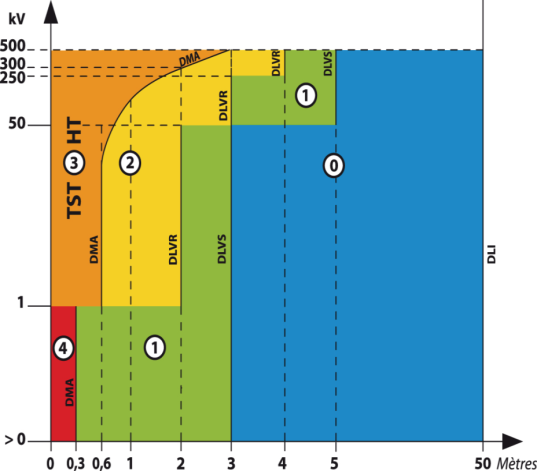 kV
500
300
250
50
1
> 0
DMA
DLVR
DLVS
1
DLVR
HT
TST
3
2
0
DMA
DLVR
DLVS
DLI
4
1
DMA
0 0,3 0,6 1 2 3 4 5 50 Mètres